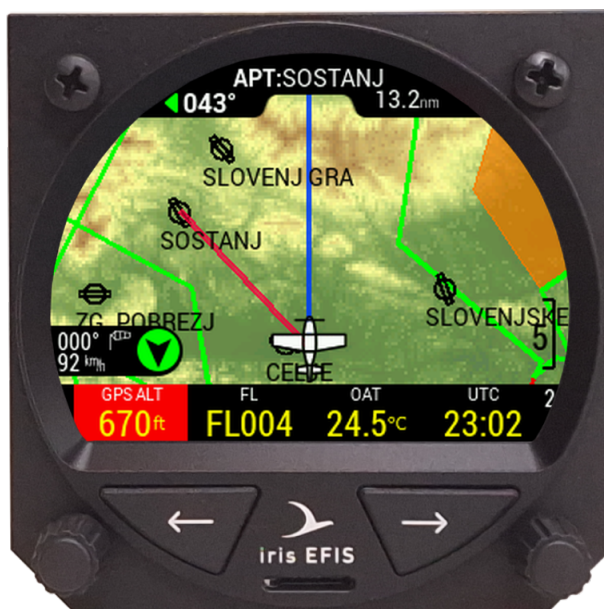 APT:SOSTANJ
043°
13.2nm
SLOVENJ GRA
SOSTANJ
SLOVENJSKE
ZG. POBREZJ
5
000°
92 km/h
CELJE
2
GPS ALT
FL
OAT
UTC
670ft
FL004
24.5°C
23:02
iris EFIS